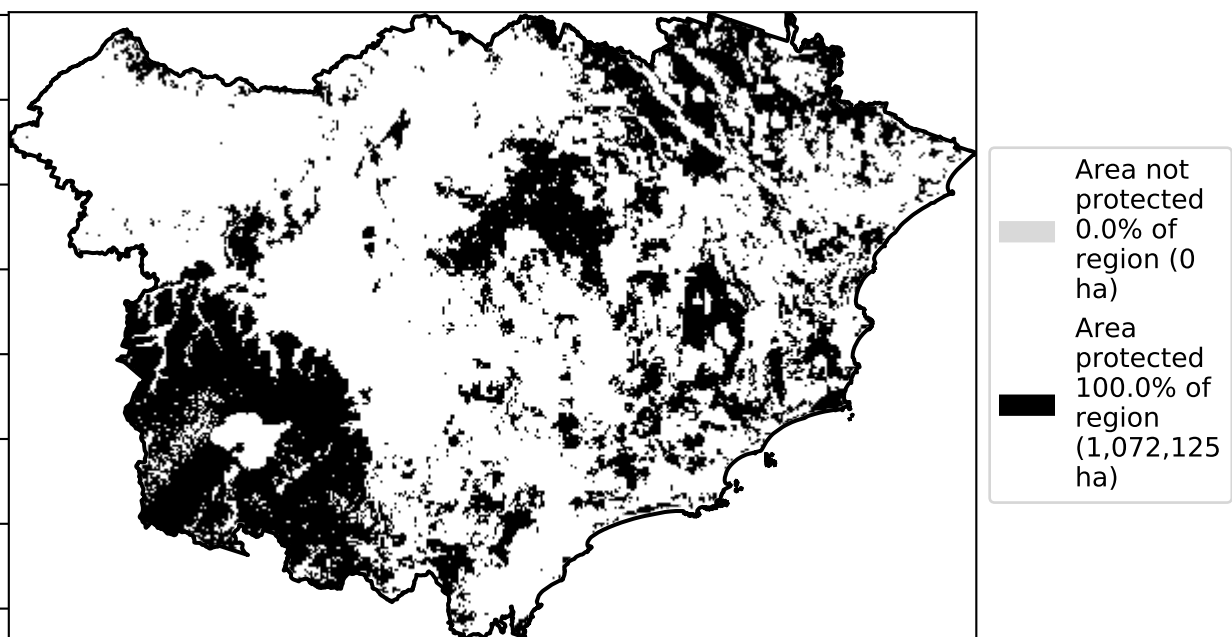 Area not
protected
0.0% of
region (0
ha)
Area
protected
100.0% of
region
(1,072,125
ha)